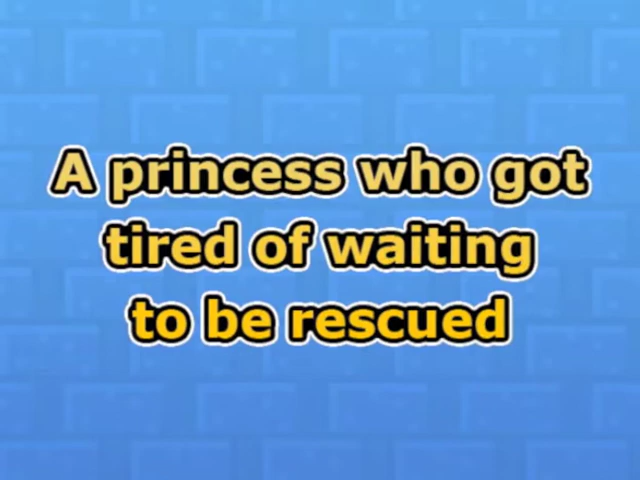 A princess who got
tired of waiting
to be rescued